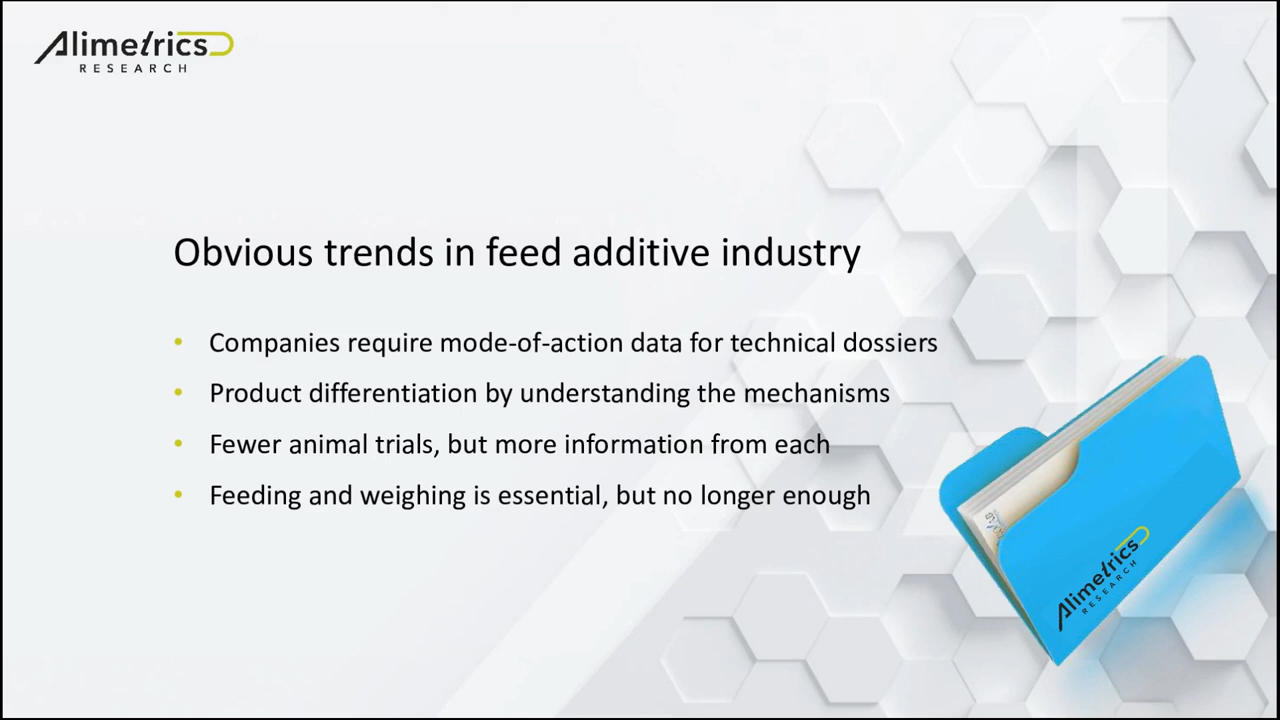 Alimetrics
RESEARCH
Obvious trends in feed additive industry
• Companies require mode-of-action data for technical dossiers
• Product differentiation by understanding the mechanisms
• Fewer animal trials, but more information from each
• Feeding and weighing is essential, but no longer enough
Alimetrics
RESEARCH